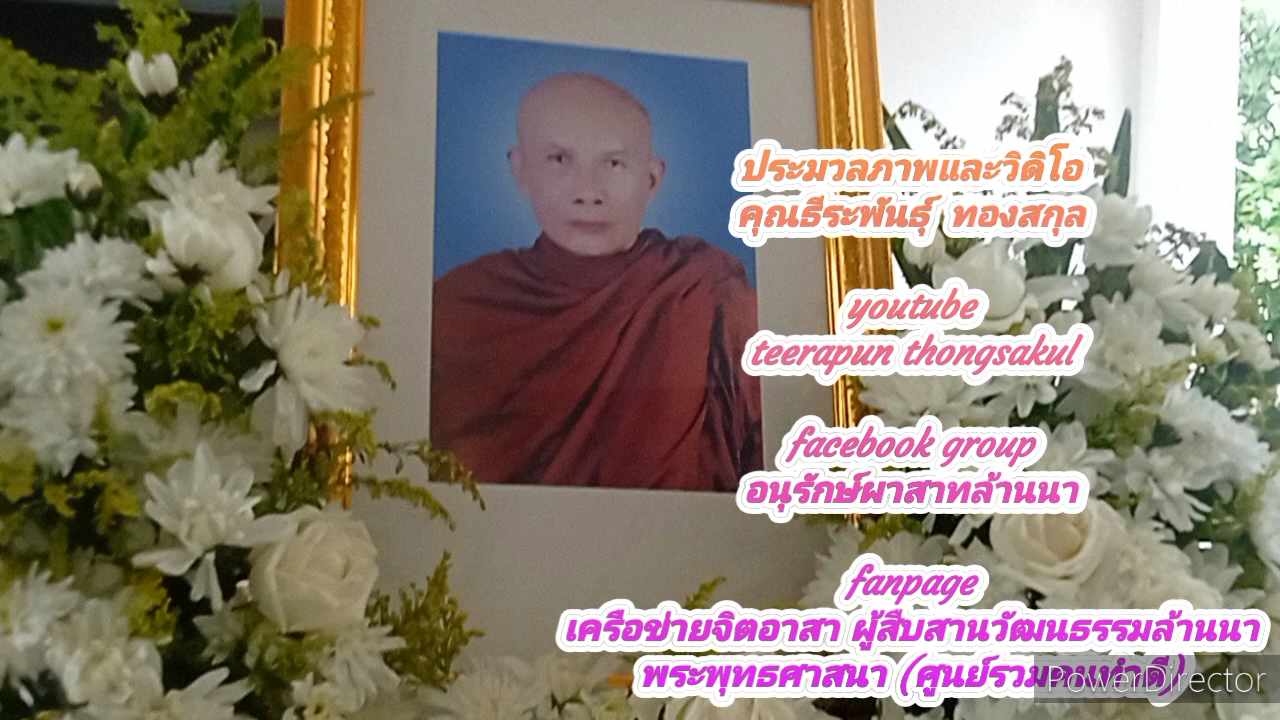 ประมวลภาพและวิดิโอ
คุณธีระพันธุ์ ทองสกุล
youtube
teerapun thongsakul
facebook group
อนุรักษ์ผาสาทล้านนา
fanpage
เครือข่ายจิตอาสา ผู้สืบสานวัฒนธรรมล้านนา
พระพุทธศาสนา (ศูนย์รวมคนทำดี)
PowerDirector